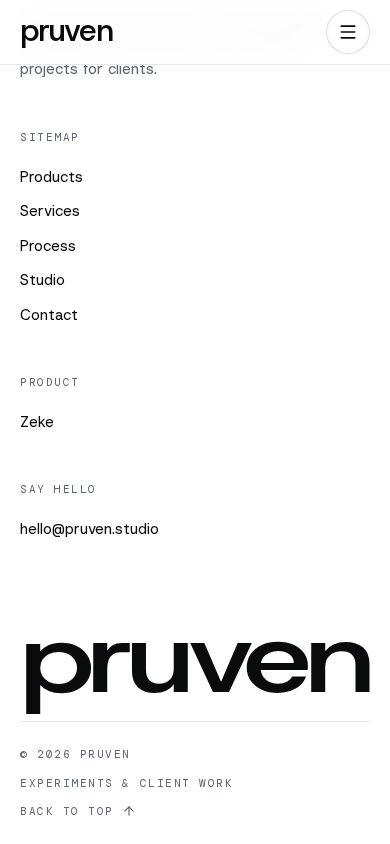 pruven
projects for clients.
SITEMAP
Products
Services
Process
Studio
Contact
PRODUCT
Zeke
SAY HELLO
hello@pruven.studio
pruven
© 2026 PRUVEN
EXPERIMENTS & CLIENT WORK
BACK TO TOP ↑